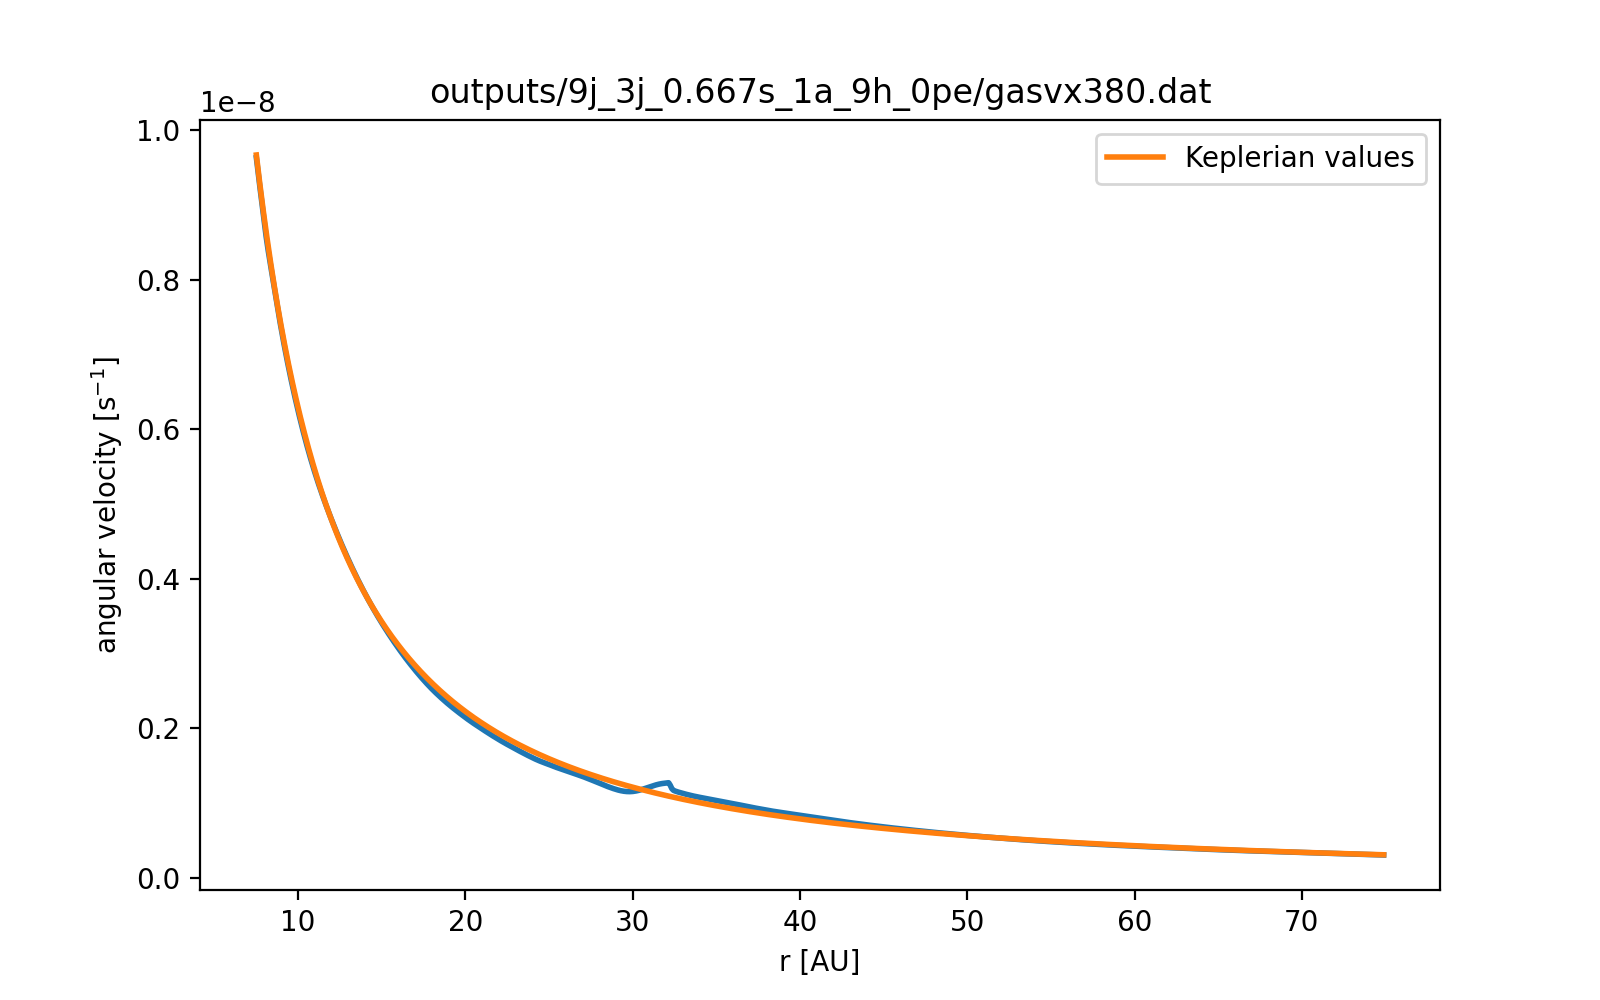 outputs/9j_3j_0.667s_1a_9h_0pe/gasvx380.dat
1e−8
Keplerian values
1.0
0.8
0.6
0.4
0.2
0.0
angular velocity [s⁻¹]
10 20 30 40 50 60 70
r [AU]